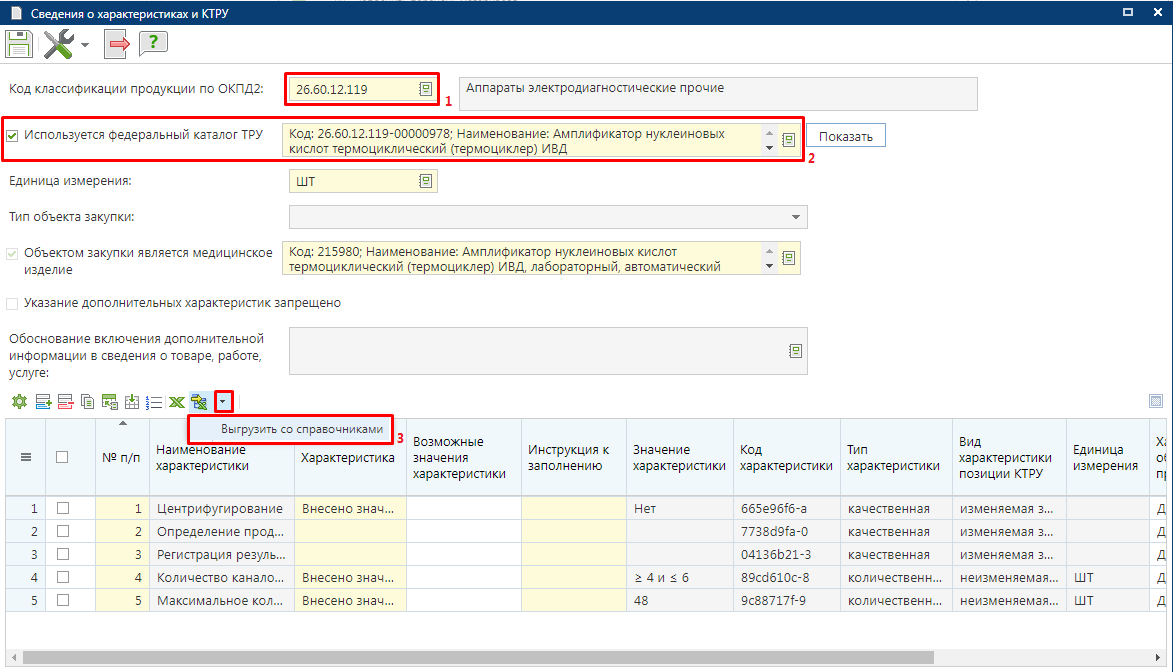 Сведения о характеристиках и КТРУ
?
Код классификации продукции по ОКПД2:
26.60.12.119
1
Аппараты электродиагностические прочие
Используется федеральный каталог ТРУ
Код: 26.60.12.119-00000978; Наименование: Амплификатор нуклеиновых
кислот термоциклический (термоциклер) ИВД
Показать
2
Единица измерения:
ШТ
Тип объекта закупки:
Объектом закупки является медицинское
изделие
Код: 215980; Наименование: Амплификатор нуклеиновых кислот
термоциклический (термоциклер) ИВД, лабораторный, автоматический
Указание дополнительных характеристик запрещено
Обоснование включения дополнительной
информации в сведения о товаре, работе,
услуге:
Выгрузить со справочниками
3
№ п/п
Наименование
характеристики
Характеристика
Возможные
значения
характеристики
Инструкция к
заполнению
Значение
характеристики
Код
характеристики
Тип
характеристики
Вид
характеристики
позиции КТРУ
Единица
измерения
Ха
об
пр
1 1 Центрифугирование Внесено знач... Нет 665e96f6-a качественная изменяемая з... Д
2 2 Определение прод... 7738d9fa-0 качественная изменяемая з... Д
3 3 Регистрация резуль... 04136b21-3 качественная изменяемая з... Д
4 4 Количество канало... Внесено знач... ≥ 4 и ≤ 6 89cd610c-8 количественн... неизменяемая... ШТ Д
5 5 Максимальное кол... Внесено знач... 48 9c88717f-9 количественн... неизменяемая... ШТ Д